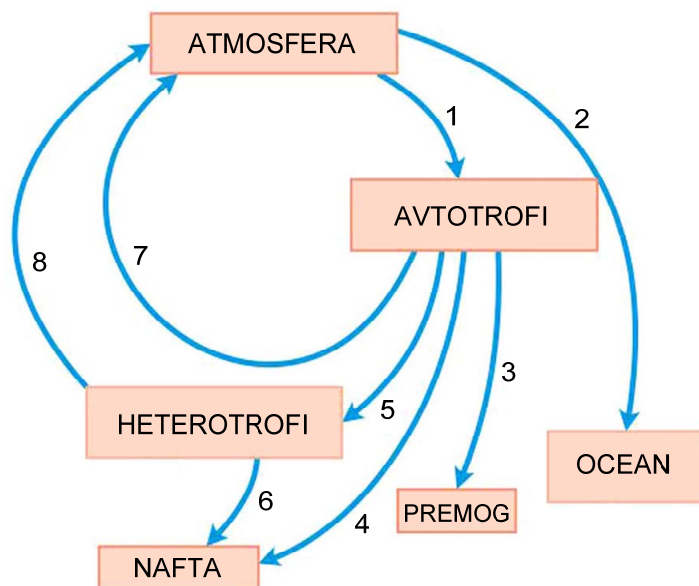 ATMOSFERA
1
2
AVTOTROFI
7
8
3
HETEROTROFI
5
OCEAN
6
4
PREMOG
NAFTA